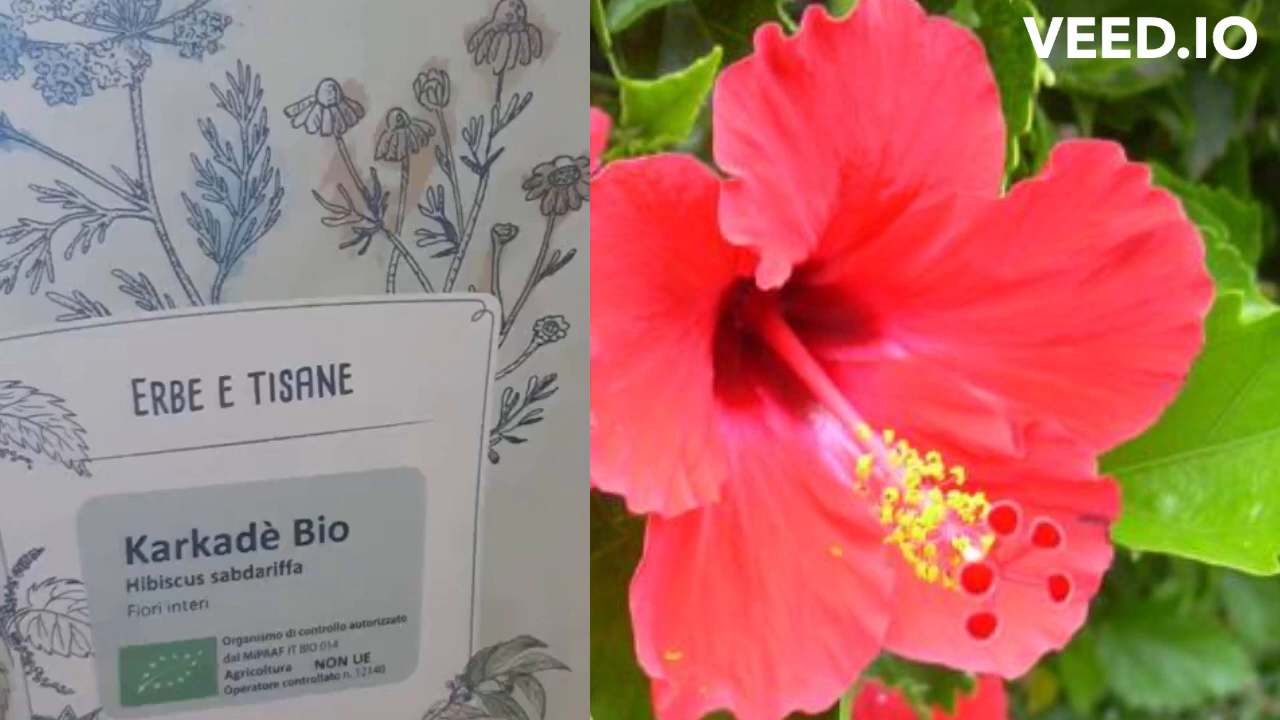 VEED.IO
ERBE E TISANE
Karkadè Bio
Hibiscus sabdariffa
Fiori interi
Organismo di controllo autorizzato
dal MiPAAF IT BIO 014
Agricoltura NON UE
Operatore controllato n. 12140